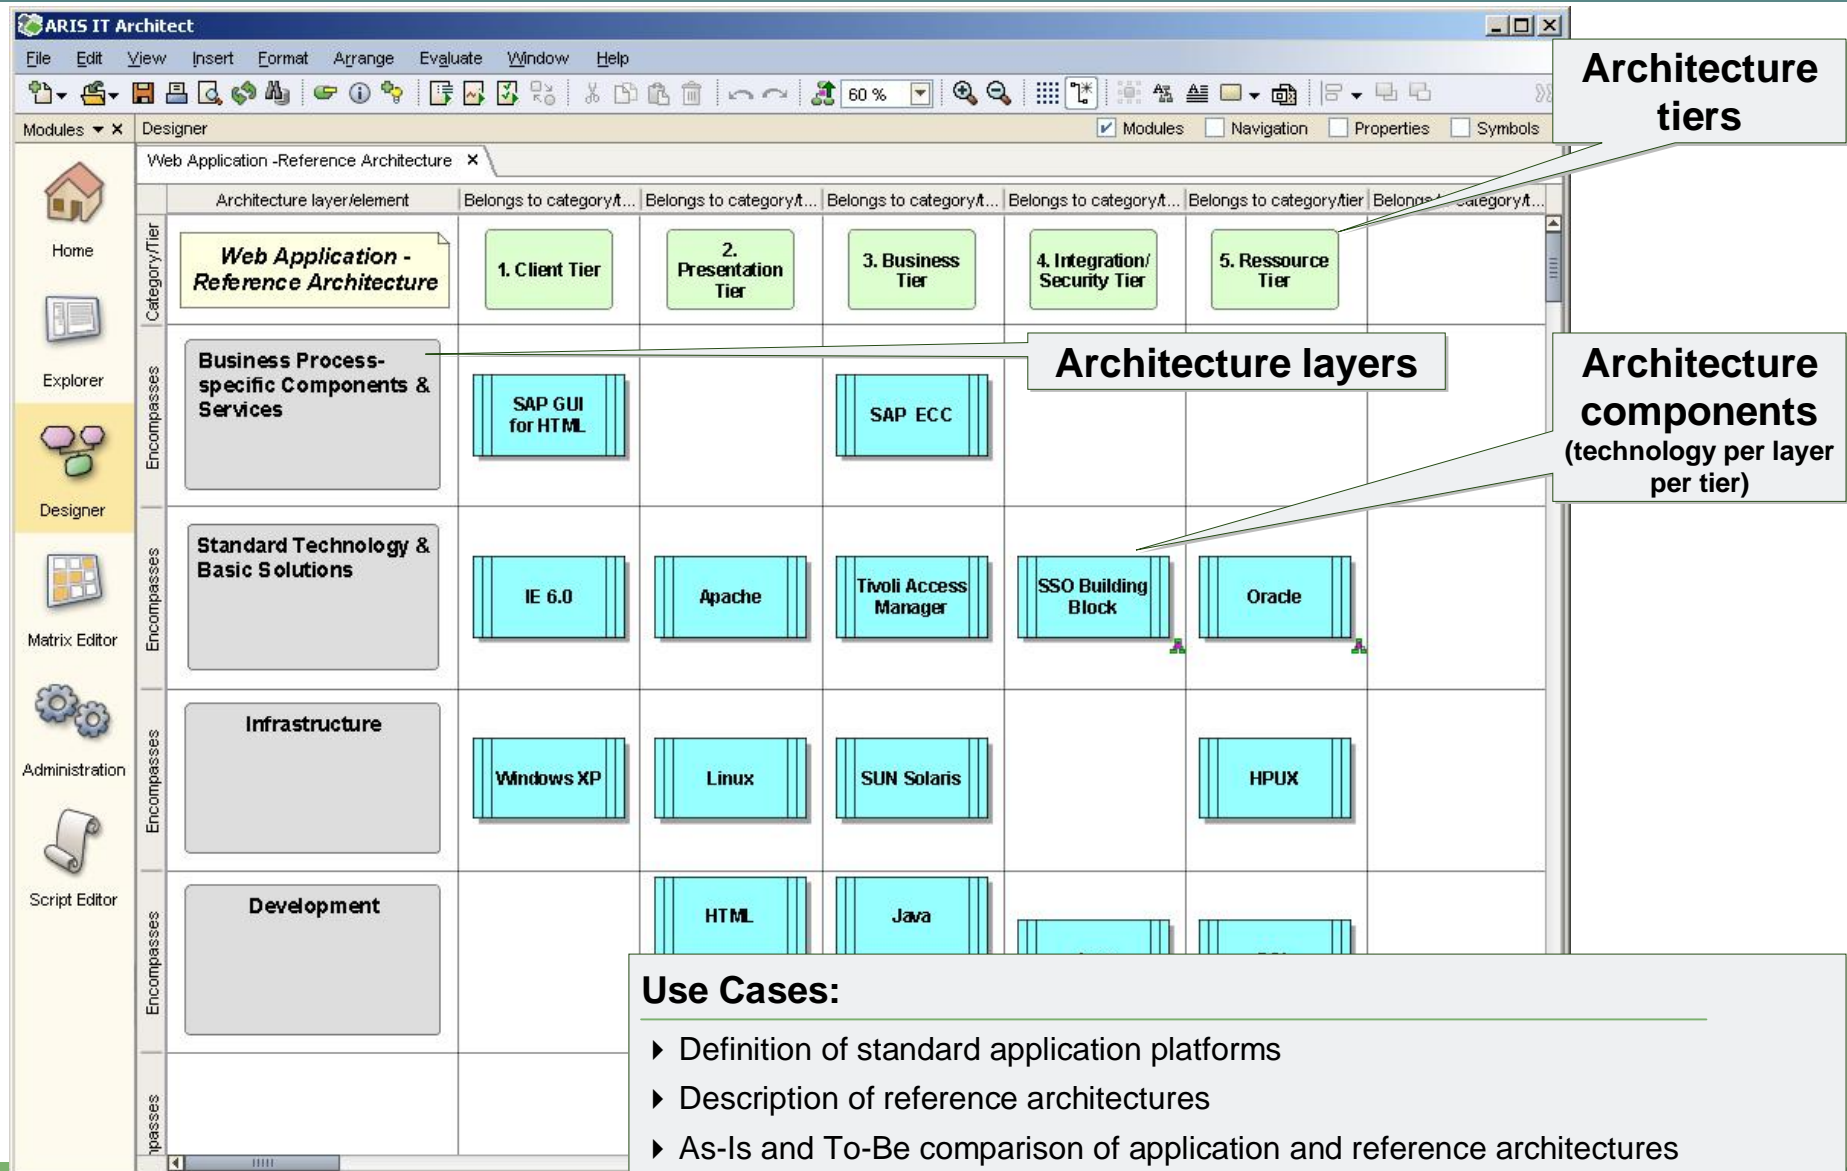 ARIS IT Architect
File Edit View Insert Format Arrange Evaluate Window Help
60 %
Modules
Designer
Modules Navigation Properties Symbols
Web Application -Reference Architecture
Architecture layer/element
Belongs to category/t...
Belongs to category/t...
Belongs to category/t...
Belongs to category/t...
Belongs to category/tier
Category/Tier
Web Application -
Reference Architecture
1. Client Tier
2.
Presentation
Tier
3. Business
Tier
4. Integration/
Security Tier
5. Ressource
Tier
Architecture
tiers
Encompasses
Business Process-
specific Components &
Services
SAP GUI
for HTML
SAP ECC
Architecture layers
Architecture
components
(technology per layer
per tier)
Encompasses
Standard Technology &
Basic Solutions
IE 6.0
Apache
Tivoli Access
Manager
SSO Building
Block
Oracle
Encompasses
Infrastructure
Windows XP
Linux
SUN Solaris
HPUX
Encompasses
Development
HTML
Java
Home
Explorer
Designer
Matrix Editor
Administration
Script Editor
Use Cases:
Definition of standard application platforms
Description of reference architectures
As-Is and To-Be comparison of application and reference architectures